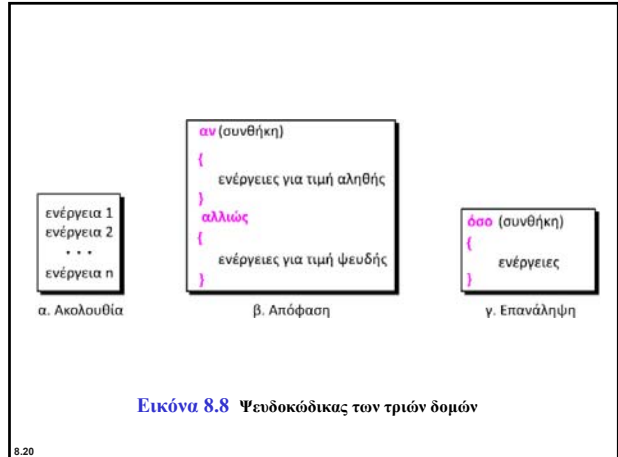 ενέργεια 1
ενέργεια 2
• • •
ενέργεια n
α. Ακολουθία
αν (συνθήκη)
{
ενέργειες για τιμή αληθής
}
αλλιώς
{
ενέργειες για τιμή ψευδής
}
β. Απόφαση
όσο (συνθήκη)
{
ενέργειες
}
γ. Επανάληψη
Εικόνα 8.8 Ψευδοκώδικας των τριών δομών
8.20